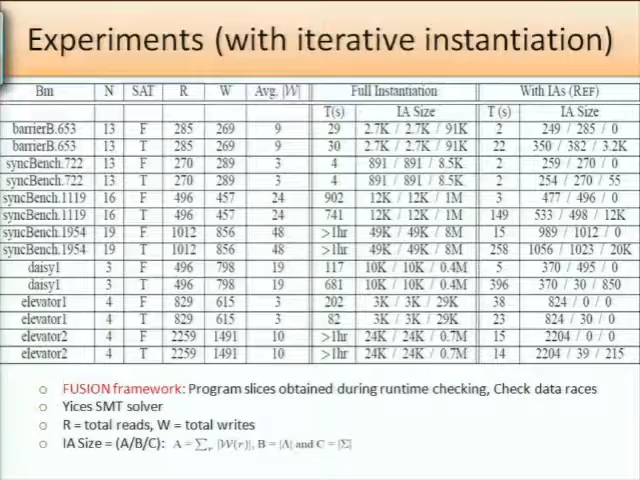 Experiments (with iterative instantiation)
Bm N SAT R W Avg. |W| Full Instantiation With IAs (REF)
T(s) IA Size T (s) IA Size
barrierB.653 13 F 285 269 9 29 2.7K / 2.7K / 91K 2 249 / 285 / 0
barrierB.653 13 T 285 269 9 30 2.7K / 2.7K / 91K 22 350 / 382 / 3.2K
syncBench.722 13 F 270 289 3 4 891 / 891 / 8.5K 2 259 / 270 / 0
syncBench.722 13 T 270 289 3 4 891 / 891 / 8.5K 2 254 / 270 / 55
syncBench.1119 16 F 496 457 24 902 12K / 12K / 1M 3 477 / 496 / 0
syncBench.1119 16 T 496 457 24 741 12K / 12K / 1M 149 533 / 498 / 12K
syncBench.1954 19 F 1012 856 48 >1hr 49K / 49K / 8M 15 989 / 1012 / 0
syncBench.1954 19 T 1012 856 48 >1hr 49K / 49K / 8M 258 1056 / 1023 / 20K
daisy1 3 F 496 798 19 117 10K / 10K / 0.4M 5 370 / 495 / 0
daisy1 3 T 496 798 19 681 10K / 10K / 0.4M 396 370 / 30 / 850
elevator1 4 F 829 615 3 202 3K / 3K / 29K 38 824 / 0 / 0
elevator1 4 T 829 615 3 82 3K / 3K / 29K 23 824 / 30 / 0
elevator2 4 F 2259 1491 10 >1hr 24K / 24K / 0.7M 15 2204 / 0 / 0
elevator2 4 T 2259 1491 10 >1hr 24K / 24K / 0.7M 14 2204 / 39 / 215
FUSION framework: Program slices obtained during runtime checking, Check data races
Yices SMT solver
R = total reads, W = total writes
IA Size = (A/B/C): A = ∑r |W(r)|, B = |Λ| and C = |Σ|